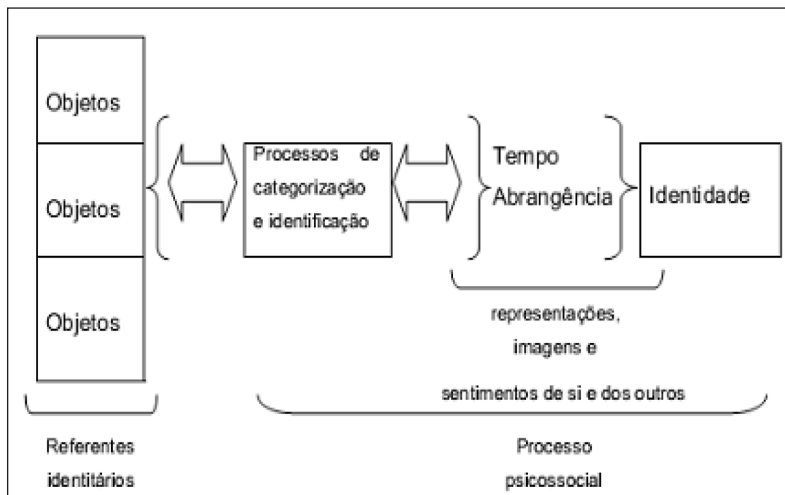 Objetos
Objetos
Objetos
Processos de
categorização
e identificação
Tempo
Abrangência
Identidade
representações,
imagens e
sentimentos de si e dos outros
Referentes
identitários
Processo
psicossocial